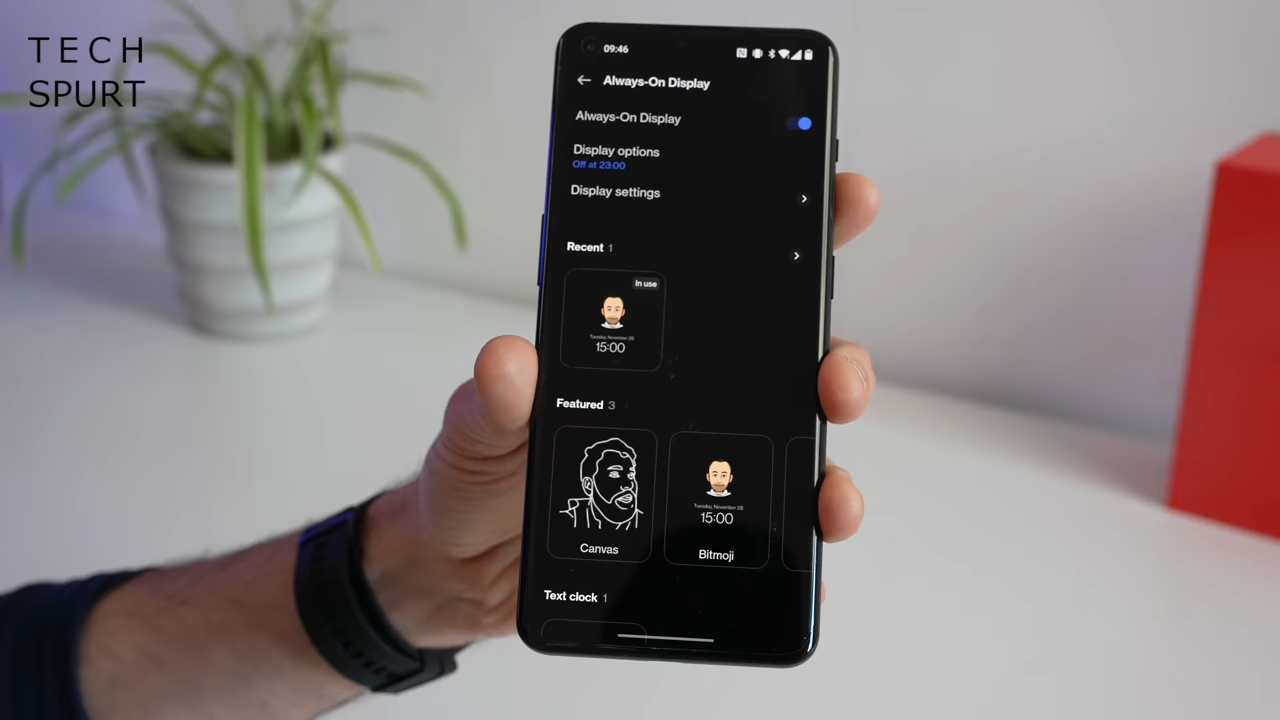 TECH
SPURT
09:46
Always-On Display
Always-On Display
Display options
Off at 23:00
Display settings
Recent 1
In use
Tuesday, November 28
15:00
Featured 3
Tuesday, November 28
15:00
Canvas
Bitmoji
Text clock 1